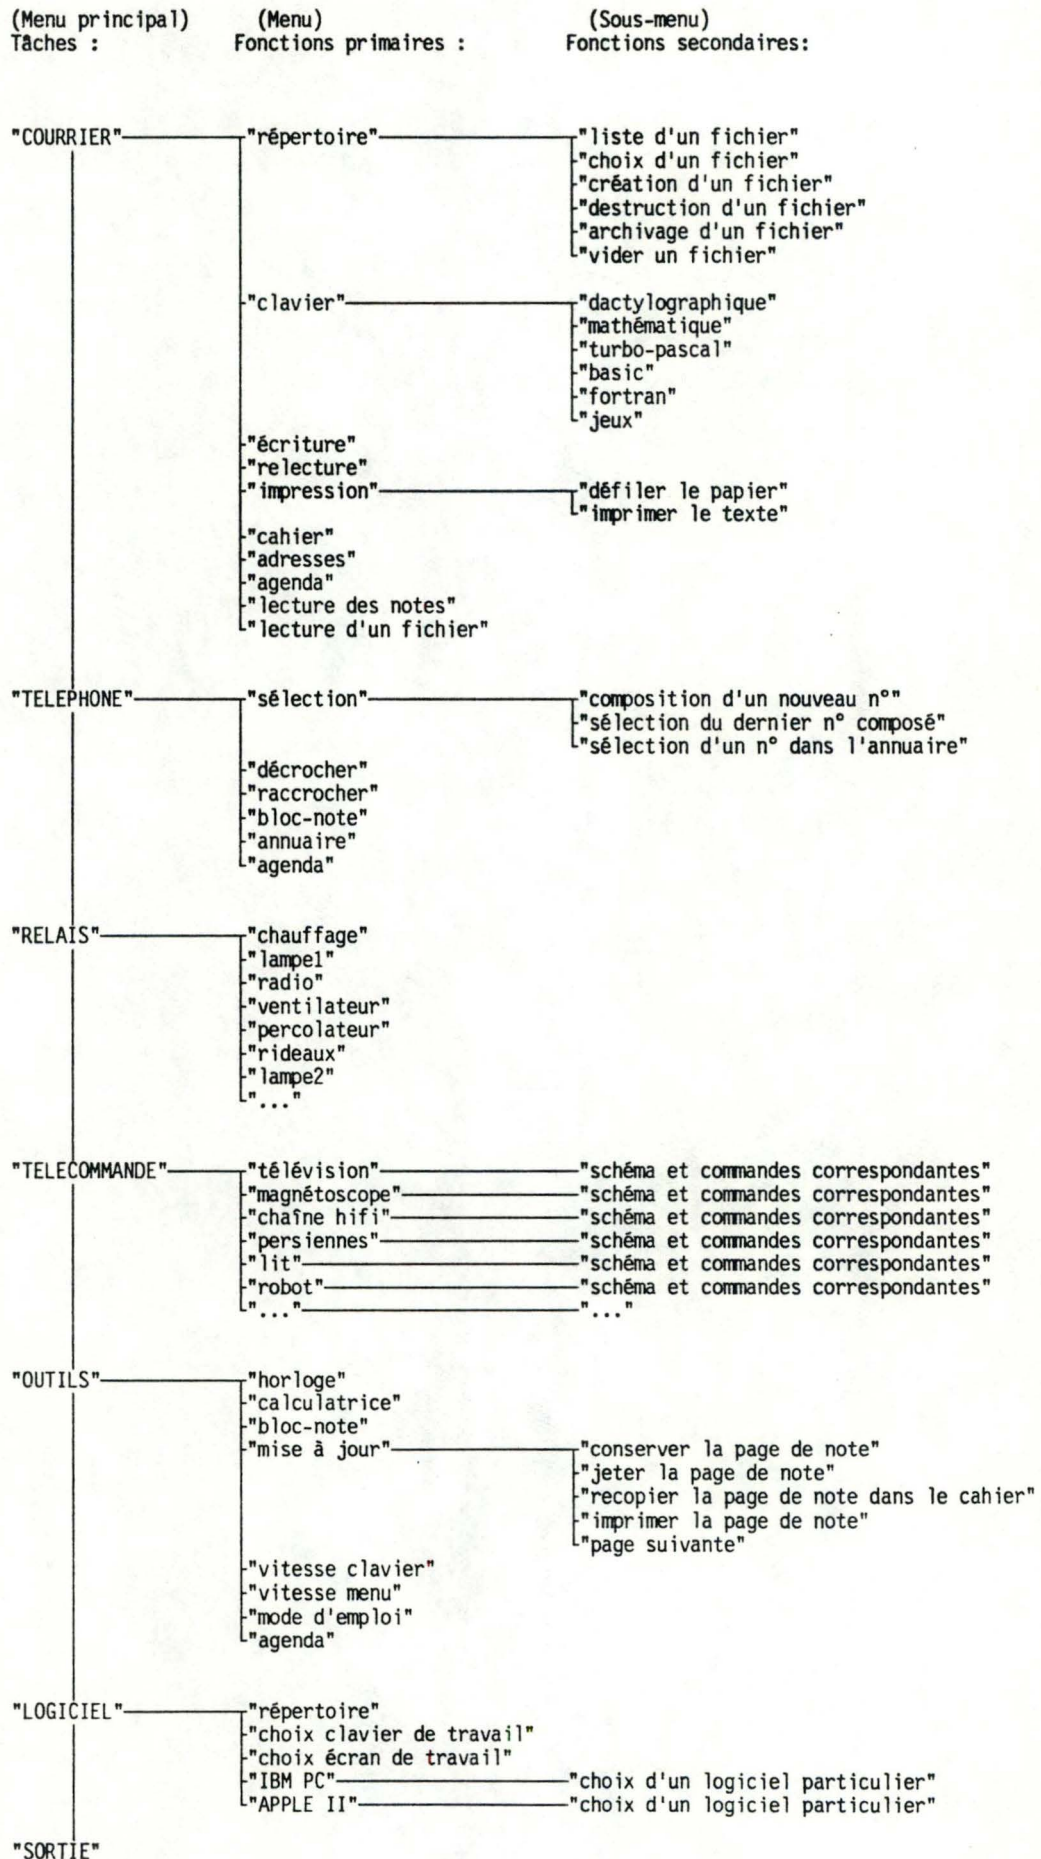 (Menu principal) (Menu) (Sous-menu)
Tâches : Fonctions primaires : Fonctions secondaires:
"COURRIER" "répertoire" "liste d'un fichier"
"choix d'un fichier"
"création d'un fichier"
"destruction d'un fichier"
"archivage d'un fichier"
"vider un fichier"
"clavier" "dactylographique"
"mathématique"
"turbo-pascal"
"basic"
"fortran"
"jeux"
"écriture"
"relecture"
"impression" "défiler le papier"
"imprimer le texte"
"cahier"
"adresses"
"agenda"
"lecture des notes"
"lecture d'un fichier"
"TELEPHONE" "sélection" "composition d'un nouveau n°"
"sélection du dernier n° composé"
"sélection d'un n° dans l'annuaire"
"décrocher"
"raccrocher"
"bloc-note"
"annuaire"
"agenda"
"RELAIS" "chauffage"
"lampe1"
"radio"
"ventilateur"
"percolateur"
"rideaux"
"lampe2"
"..."
"TELECOMMANDE" "télévision" "schéma et commandes correspondantes"
"magnétoscope" "schéma et commandes correspondantes"
"chaîne hifi" "schéma et commandes correspondantes"
"persiennes" "schéma et commandes correspondantes"
"lit" "schéma et commandes correspondantes"
"robot" "schéma et commandes correspondantes"
"..." "..."
"OUTILS" "horloge"
"calculatrice"
"bloc-note"
"mise à jour" "conserver la page de note"
"jeter la page de note"
"recopier la page de note dans le cahier"
"imprimer la page de note"
"page suivante"
"vitesse clavier"
"vitesse menu"
"mode d'emploi"
"agenda"
"LOGICIEL" "répertoire"
"choix clavier de travail"
"choix écran de travail"
"IBM PC" "choix d'un logiciel particulier"
"APPLE II" "choix d'un logiciel particulier"
"SORTIE"